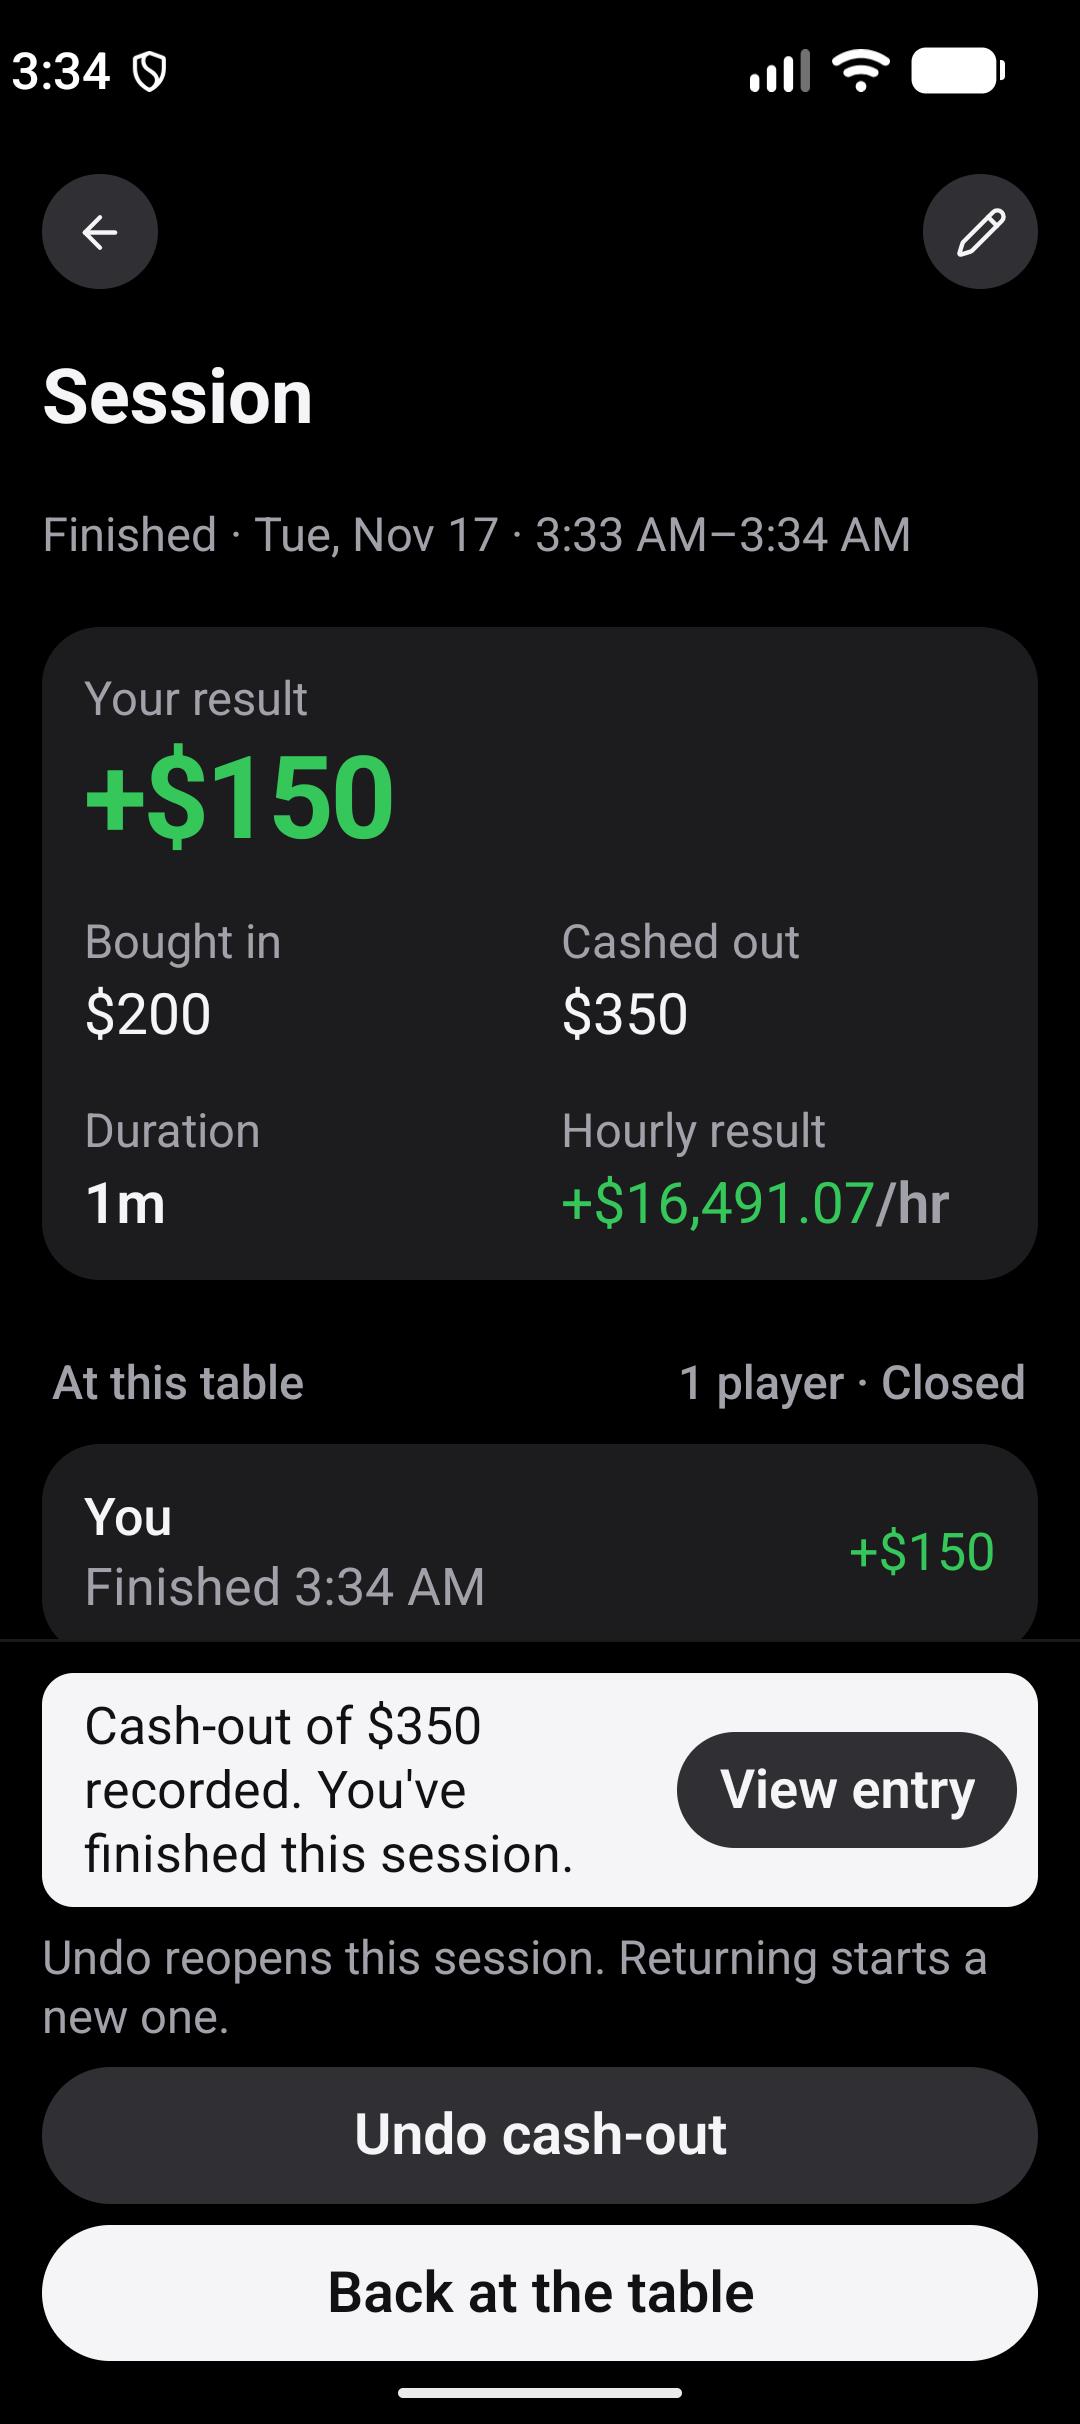 3:34
Session
Finished · Tue, Nov 17 · 3:33 AM–3:34 AM
Your result
+$150
Bought in
Cashed out
$200
$350
Duration
Hourly result
1m
+$16,491.07/hr
At this table
1 player · Closed
You
Finished 3:34 AM
+$150
Cash-out of $350
recorded. You've
finished this session.
View entry
Undo reopens this session. Returning starts a
new one.
Undo cash-out
Back at the table